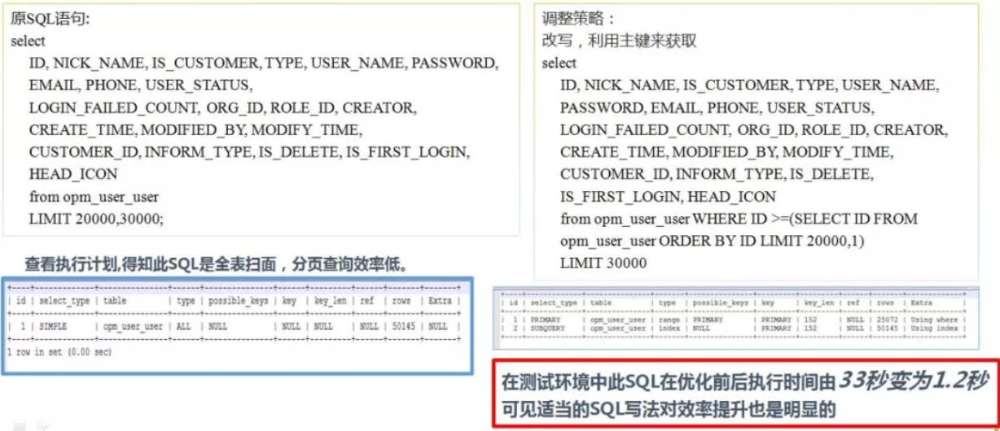 原SQL语句:
select
ID, NICK_NAME, IS_CUSTOMER, TYPE, USER_NAME, PASSWORD,
EMAIL, PHONE, USER_STATUS,
LOGIN_FAILED_COUNT, ORG_ID, ROLE_ID, CREATOR,
CREATE_TIME, MODIFIED_BY, MODIFY_TIME,
CUSTOMER_ID, INFORM_TYPE, IS_DELETE, IS_FIRST_LOGIN,
HEAD_ICON
from opm_user_user
LIMIT 20000,30000;
查看执行计划,得知此SQL是全表扫面，分页查询效率低。
+----+-------------+---------------+------+---------------+------+---------+------+-------+-------+
| id | select_type | table | type | possible_keys | key | key_len | ref | rows | Extra |
+----+-------------+---------------+------+---------------+------+---------+------+-------+-------+
| 1 | SIMPLE | opm_user_user | ALL | NULL | NULL | NULL | NULL | 50145 | NULL |
+----+-------------+---------------+------+---------------+------+---------+------+-------+-------+
1 row in set (0.00 sec)
调整策略：
改写，利用主键来获取
select
ID, NICK_NAME, IS_CUSTOMER, TYPE, USER_NAME,
PASSWORD, EMAIL, PHONE, USER_STATUS,
LOGIN_FAILED_COUNT, ORG_ID, ROLE_ID, CREATOR,
CREATE_TIME, MODIFIED_BY, MODIFY_TIME,
CUSTOMER_ID, INFORM_TYPE, IS_DELETE,
IS_FIRST_LOGIN, HEAD_ICON
from opm_user_user WHERE ID >=(SELECT ID FROM
opm_user_user ORDER BY ID LIMIT 20000,1)
LIMIT 30000
+----+-------------+---------------+-------+---------------+---------+---------+------+-------+-------------+
| id | select_type | table | type | possible_keys | key | key_len | ref | rows | Extra |
+----+-------------+---------------+-------+---------------+---------+---------+------+-------+-------------+
| 1 | PRIMARY | opm_user_user | range | PRIMARY | PRIMARY | 152 | NULL | 25072 | Using where |
| 2 | SUBQUERY | opm_user_user | index | NULL | PRIMARY | 152 | NULL | 50145 | Using index |
+----+-------------+---------------+-------+---------------+---------+---------+------+-------+-------------+
在测试环境中此SQL在优化前后执行时间由33秒变为1.2秒
可见适当的SQL写法对效率提升也是明显的